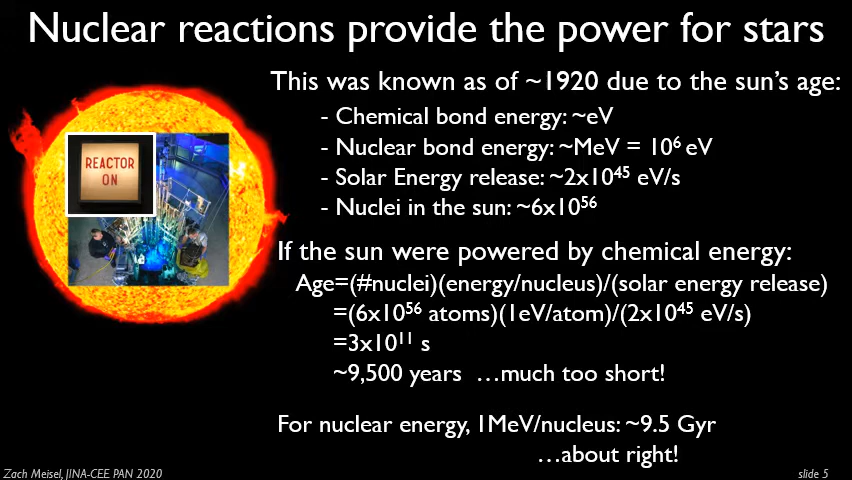 Nuclear reactions provide the power for stars
This was known as of ~1920 due to the sun's age:
- Chemical bond energy: ~eV
- Nuclear bond energy: ~MeV = 10⁶ eV
- Solar Energy release: ~2x10⁴⁵ eV/s
- Nuclei in the sun: ~6x10⁵⁶
REACTOR
ON
If the sun were powered by chemical energy:
Age=(#nuclei)(energy/nucleus)/(solar energy release)
=(6x10⁵⁶ atoms)(1eV/atom)/(2x10⁴⁵ eV/s)
=3x10¹¹ s
~9,500 years …much too short!
For nuclear energy, 1MeV/nucleus: ~9.5 Gyr
…about right!
Zach Meisel, JINA-CEE PAN 2020
slide 5